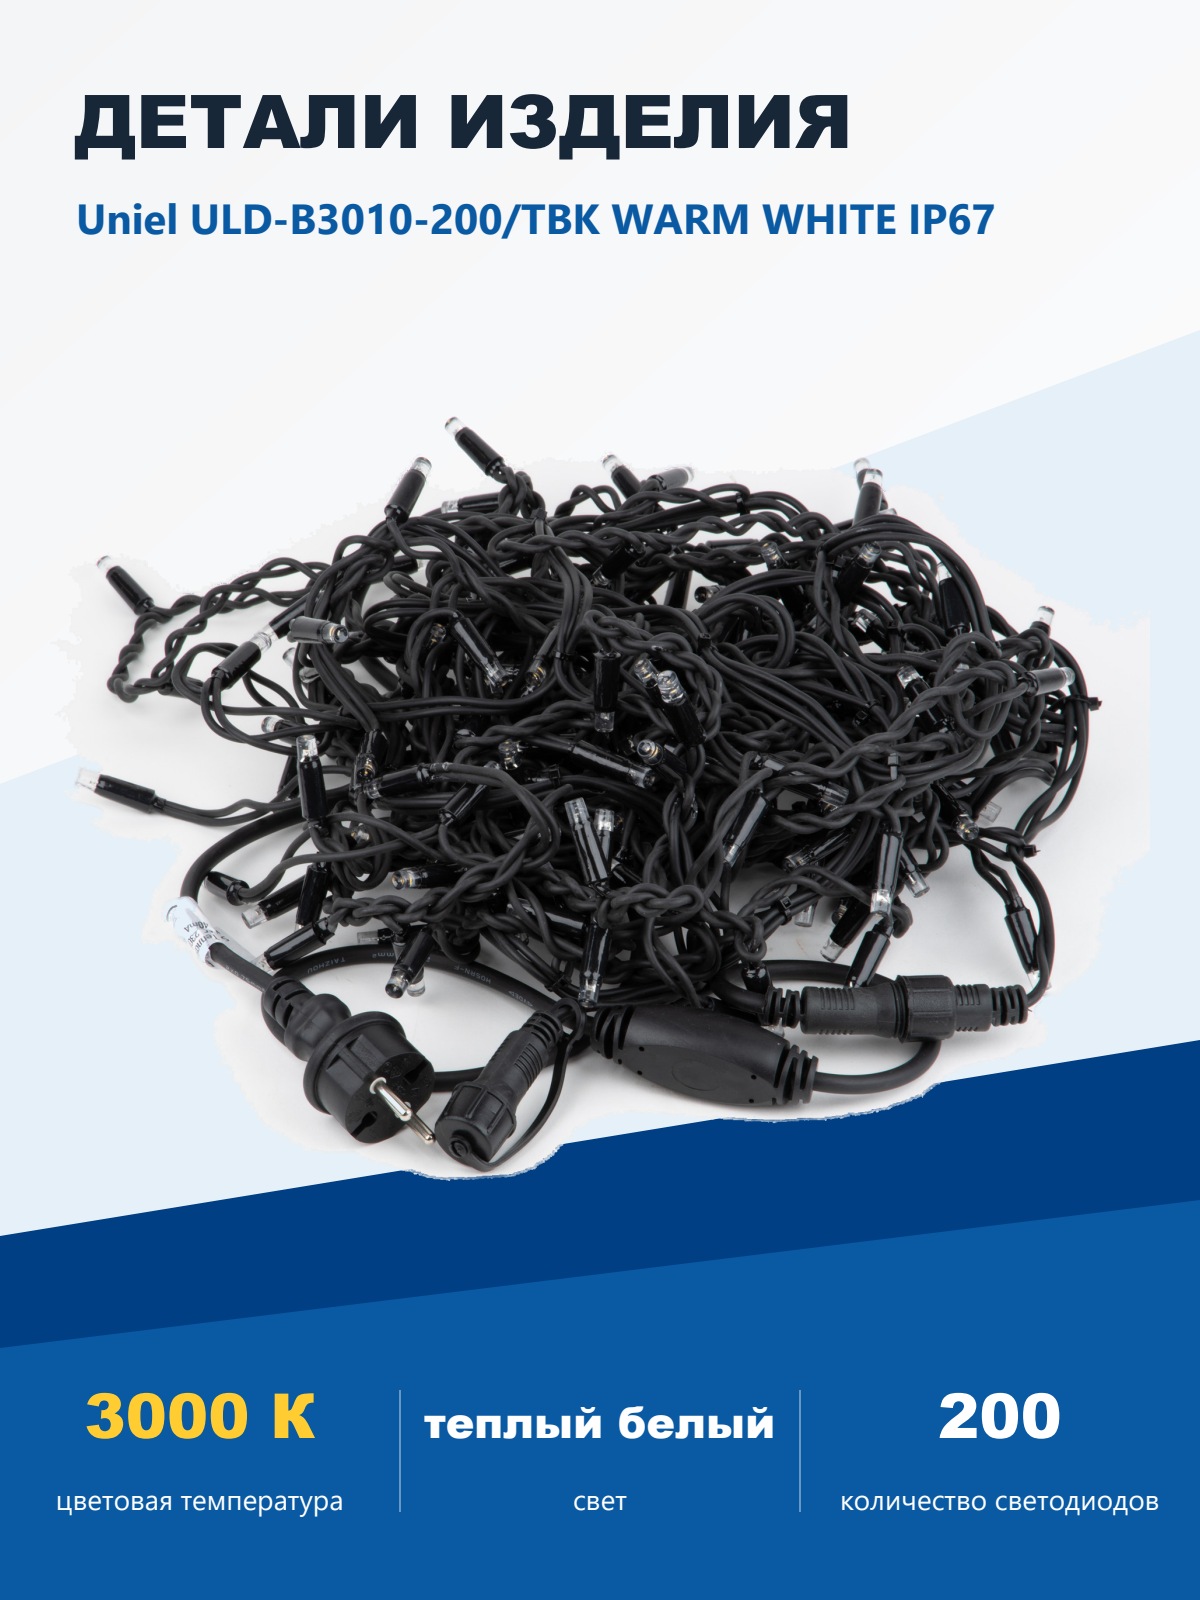 ДЕТАЛИ ИЗДЕЛИЯ
Uniel ULD-B3010-200/TBK WARM WHITE IP67
TAIZHOU
3000 К
теплый белый
200
цветовая температура
свет
количество светодиодов